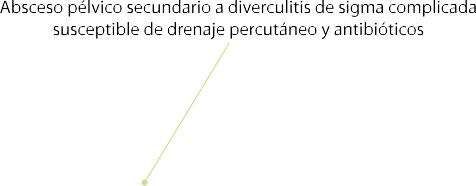 Absceso pélvico secundario a diverculitis de sigma complicada
susceptible de drenaje percutáneo y antibióticos